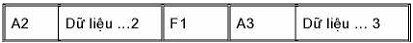 A2 Dữ liệu ...2 F1 A3 Dữ liệu ... 3